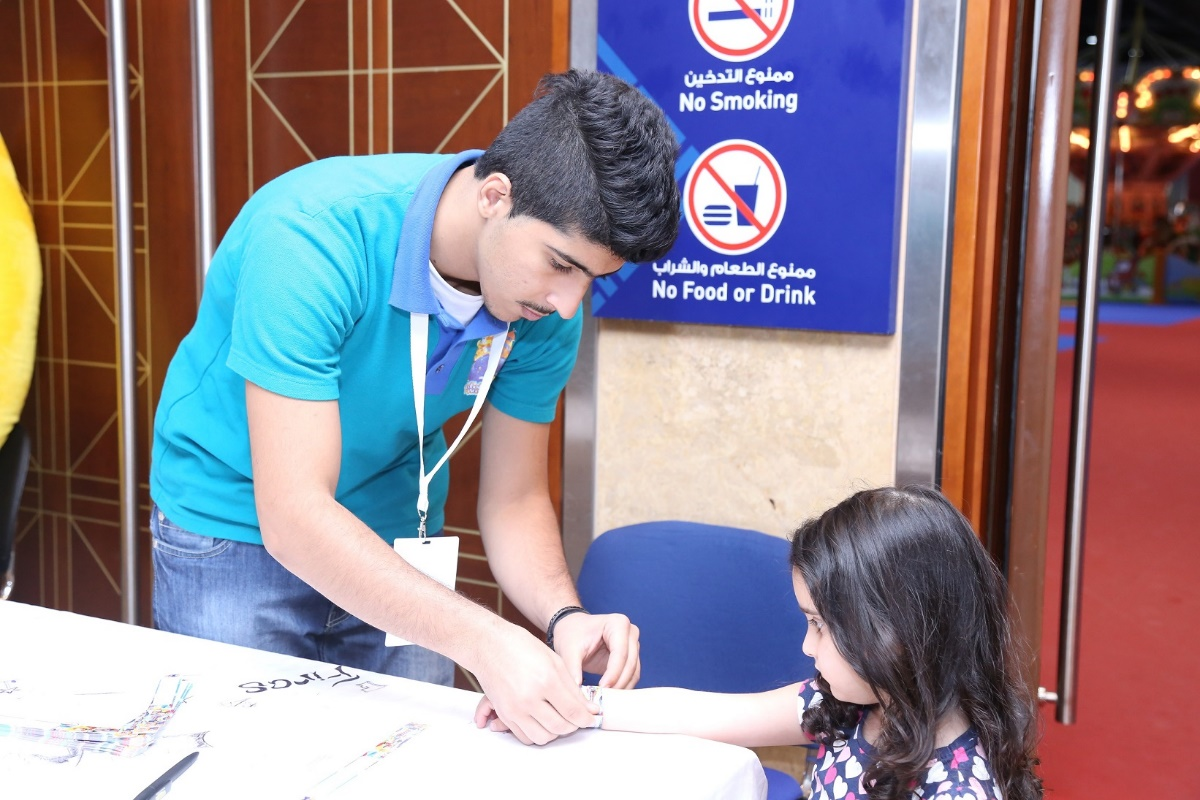 ممنوع التدخين
No Smoking
ممنوع الطعام والشراب
No Food or Drink